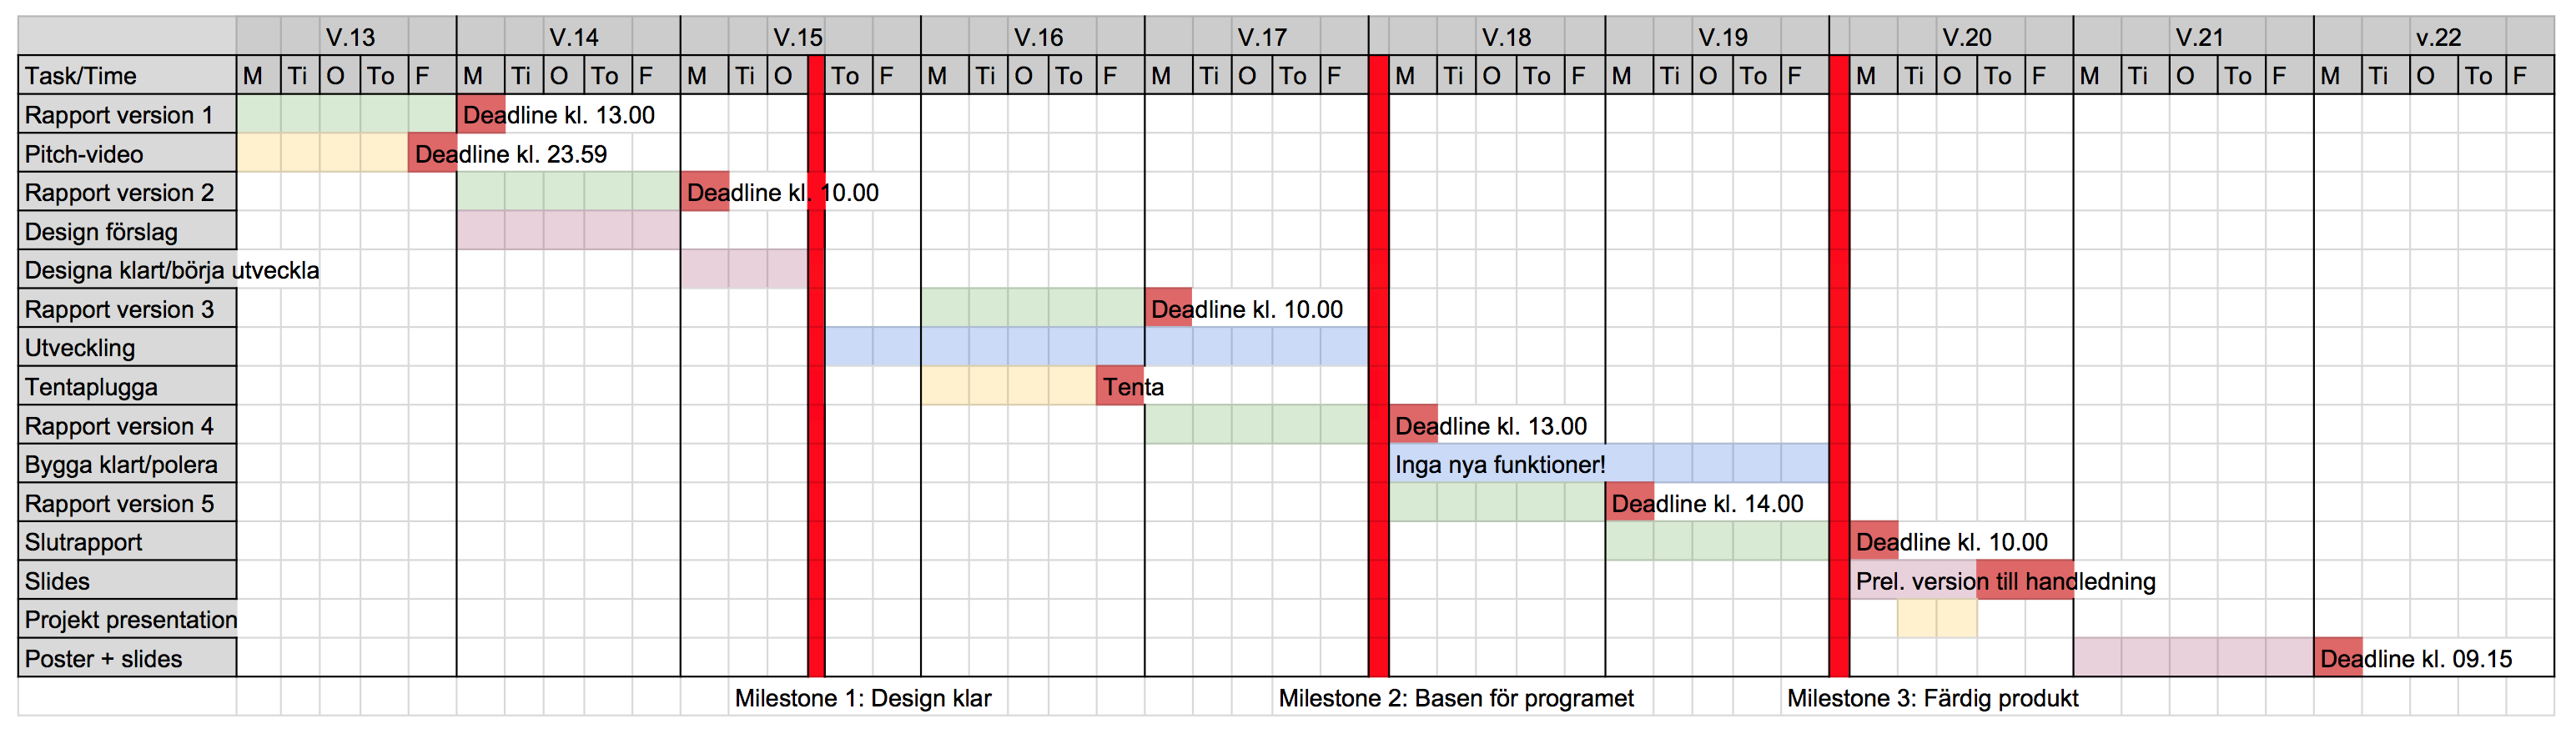 V.13 V.14 V.15 V.16 V.17 V.18 V.19 V.20 V.21 v.22
Task/Time M Ti O To F M Ti O To F M Ti O To F M Ti O To F M Ti O To F M Ti O To F M Ti O To F M Ti O To F M Ti O To F M Ti O To F
Rapport version 1 Deadline kl. 13.00
Pitch-video Deadline kl. 23.59
Rapport version 2 Deadline kl. 10.00
Design förslag
Designa klart/börja utveckla
Rapport version 3 Deadline kl. 10.00
Utveckling
Tentaplugga Tenta
Rapport version 4 Deadline kl. 13.00
Bygga klart/polera Inga nya funktioner!
Rapport version 5 Deadline kl. 14.00
Slutrapport Deadline kl. 10.00
Slides Prel. version till handledning
Projekt presentation
Poster + slides Deadline kl. 09.15
Milestone 1: Design klar Milestone 2: Basen för programet Milestone 3: Färdig produkt